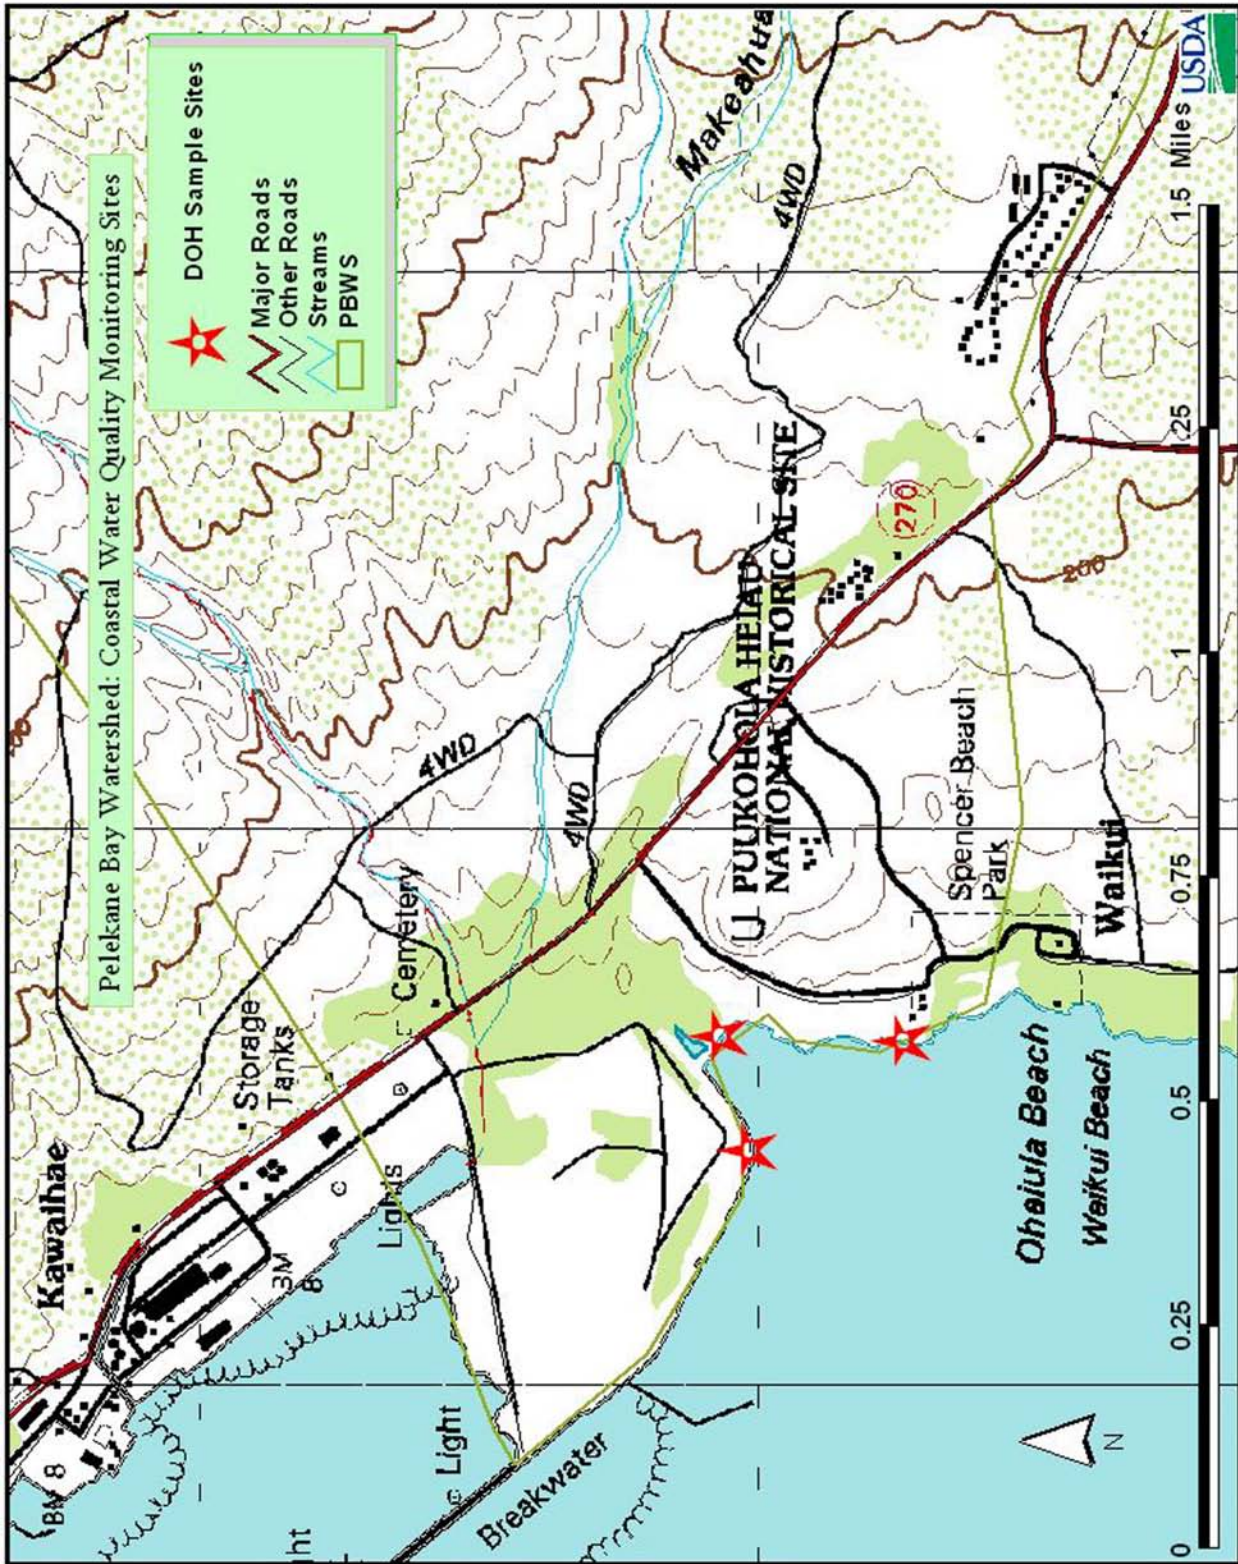 Pelekane Bay Watershed: Coastal Water Quality Monitoring Sites
DOH Sample Sites
Major Roads
Other Roads
Streams
PBWS
Kawaihae
BM 8
Storage
Tanks
Cemetery
Lights
Light
Breakwater
4WD
4WD
4WD
Makeahua
PUUKOHOLA HEIAU
NATIONAL HISTORICAL SITE
270
200
Spencer Beach
Park
Waikui
Ohaiula Beach
Waikui Beach
N
0 0.25 0.5 0.75 1 1.5 Miles
USDA